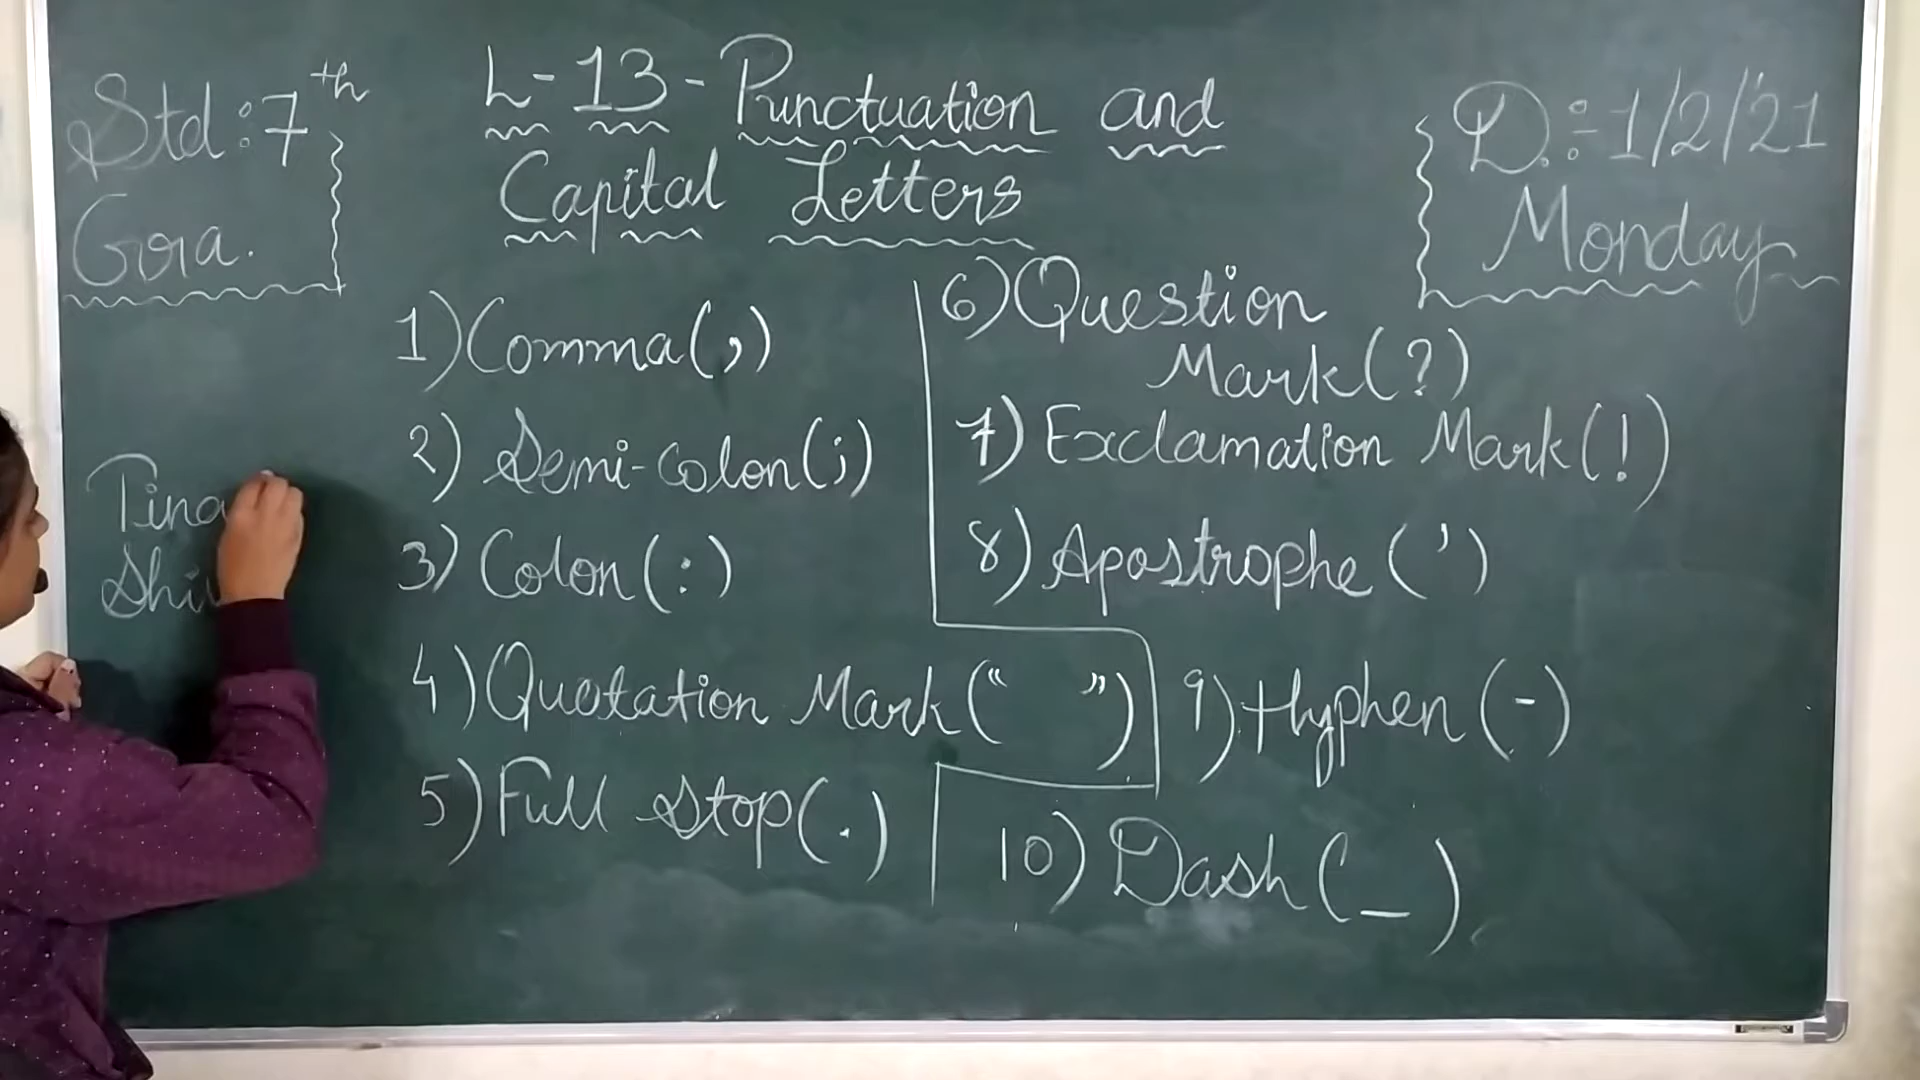 Std:7th
Gra.
L-13-Punctuation and
Capital Letters
D.:-1/2/'21
Monday
1) Comma(,)
2) Semi-Colon(;)
3) Colon(:)
4) Quotation Mark(“ ”)
5) Full Stop(.)
6) Question
Mark(?)
7) Exclamation Mark(!)
8) Apostrophe(’)
9) Hyphen(-)
10) Dash(_)
Tina